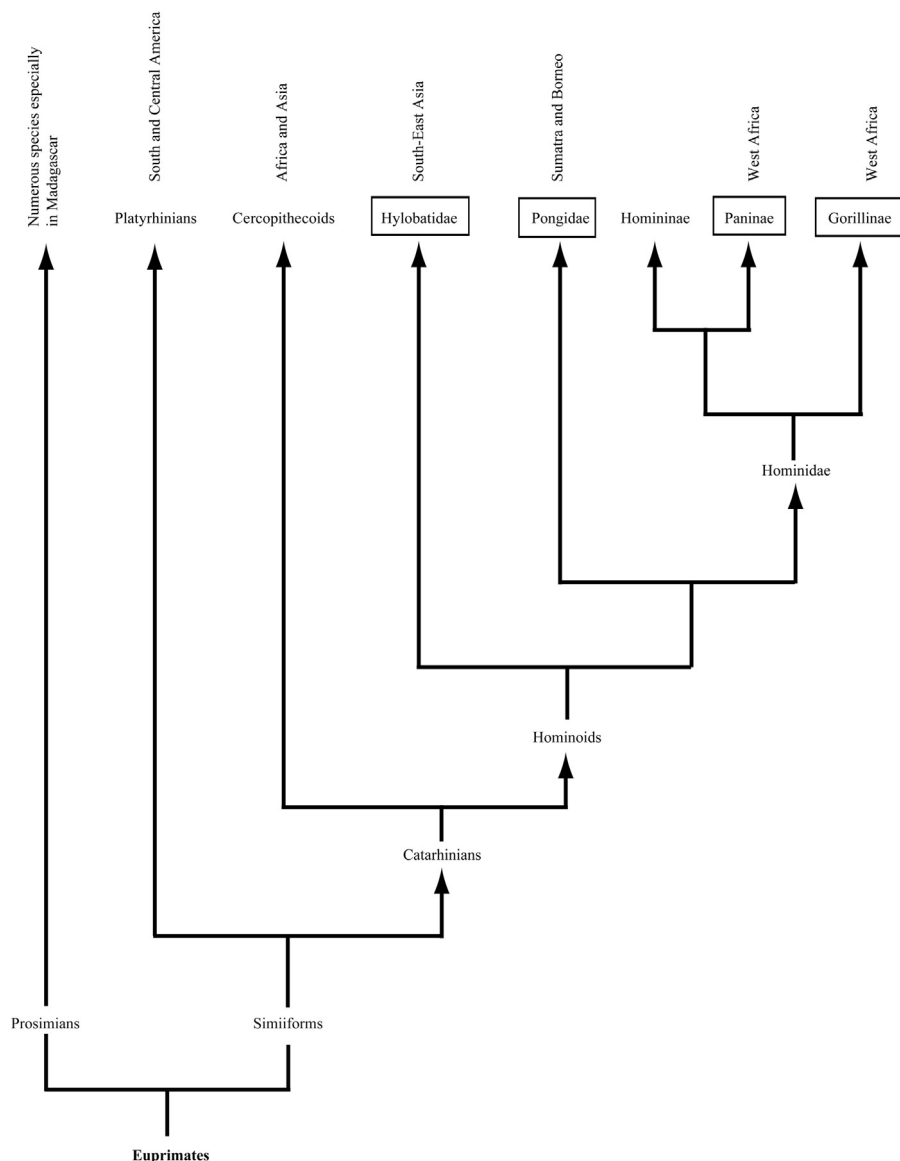 Numerous species especially
in Madagascar
South and Central America
Africa and Asia
South-East Asia
Sumatra and Borneo
West Africa
West Africa
Platyrhinians
Cercopithecoids
Hylobatidae
Pongidae
Homininae
Paninae
Gorillinae
Hominidae
Hominoids
Catarhinians
Prosimians
Simiiforms
Euprimates